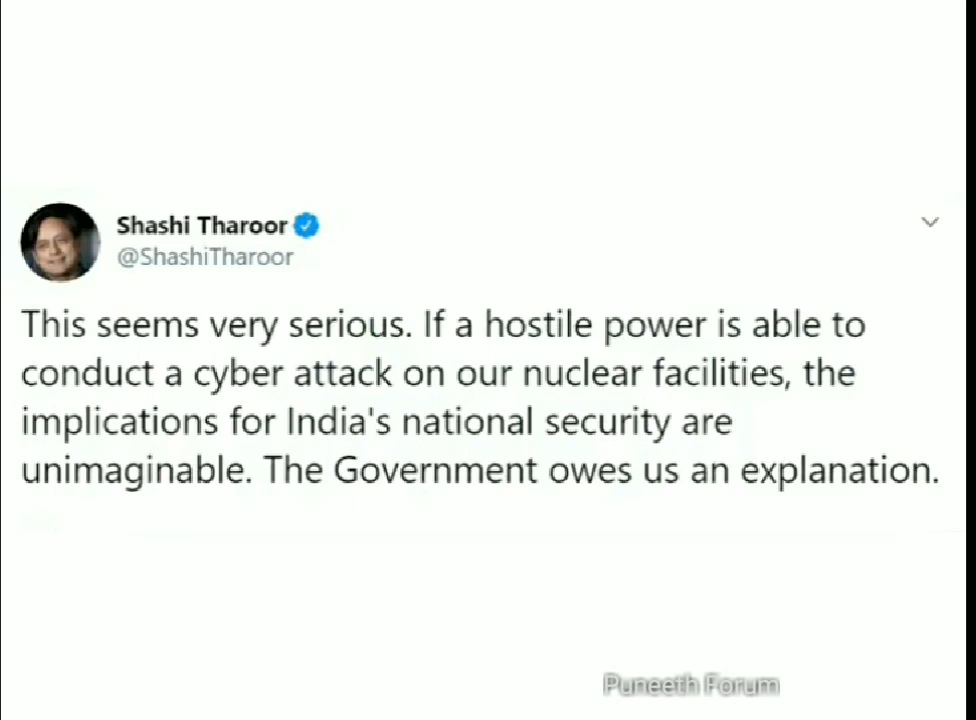 Shashi Tharoor
@ShashiTharoor
This seems very serious. If a hostile power is able to
conduct a cyber attack on our nuclear facilities, the
implications for India's national security are
unimaginable. The Government owes us an explanation.
Puneeth Forum